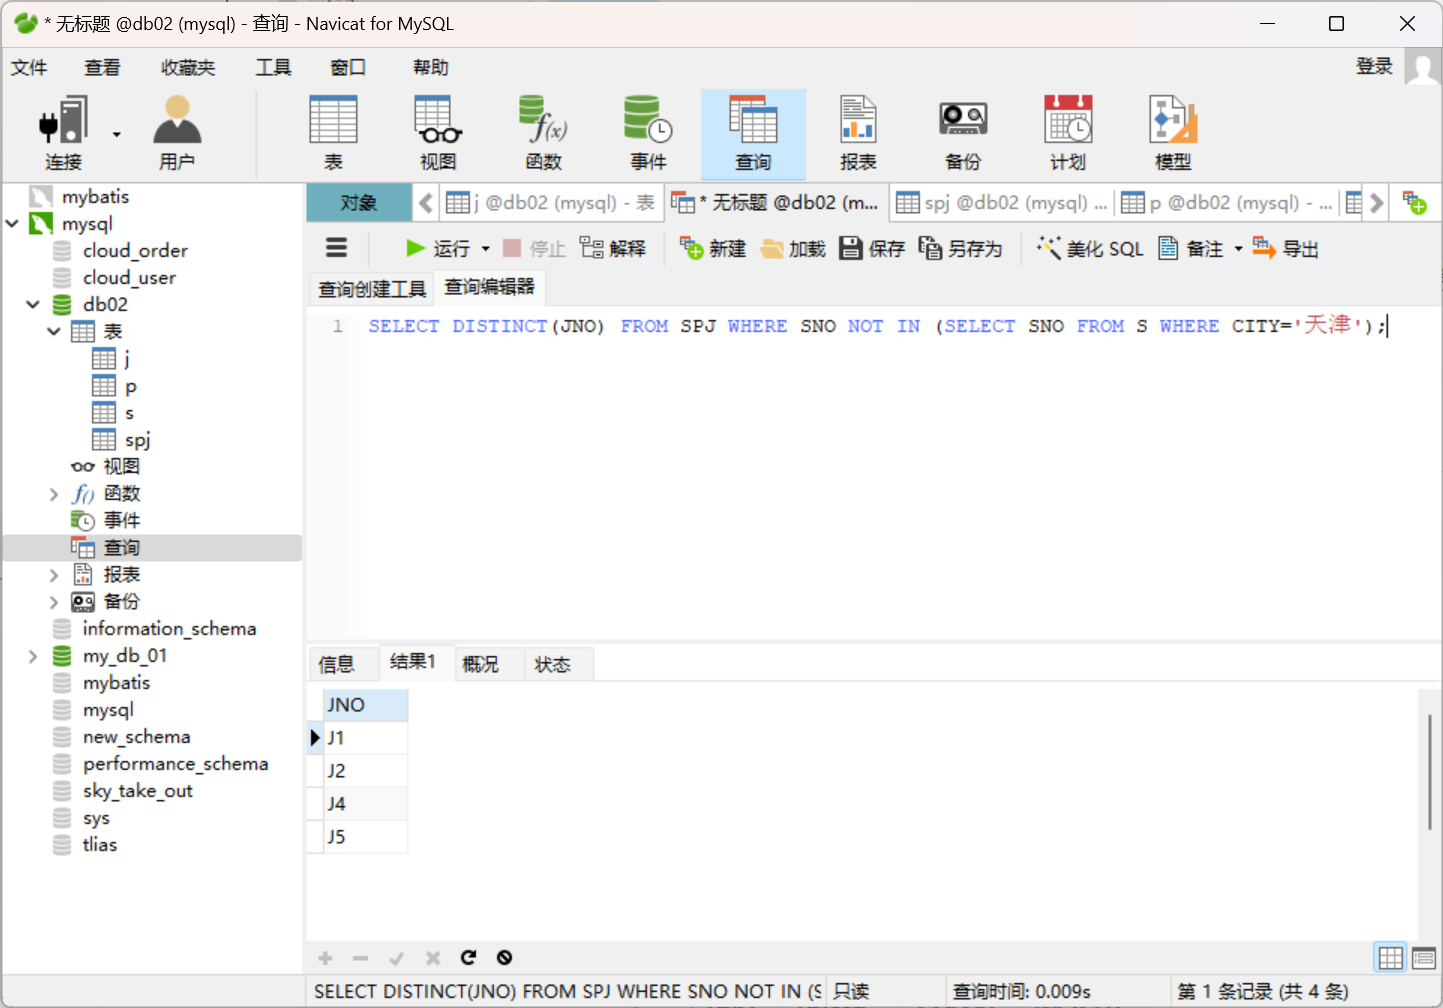 * 无标题 @db02 (mysql) - 查询 - Navicat for MySQL
文件 查看 收藏夹 工具 窗口 帮助 登录
连接 用户 表 视图 函数 事件 查询 报表 备份 计划 模型
mybatis
mysql
cloud_order
cloud_user
db02
表
j
p
s
spj
视图
f() 函数
事件
查询
报表
备份
information_schema
my_db_01
mybatis
mysql
new_schema
performance_schema
sky_take_out
sys
tlias
对象 j @db02 (mysql) - 表 * 无标题 @db02 (m... spj @db02 (mysql) ... p @db02 (mysql) - ...
运行 停止 解释 新建 加载 保存 另存为 美化 SQL 备注 导出
查询创建工具 查询编辑器
1 SELECT DISTINCT(JNO) FROM SPJ WHERE SNO NOT IN (SELECT SNO FROM S WHERE CITY='天津');
信息 结果1 概况 状态
JNO
J1
J2
J4
J5
SELECT DISTINCT(JNO) FROM SPJ WHERE SNO NOT IN (S 只读 查询时间: 0.009s 第 1 条记录 (共 4 条)